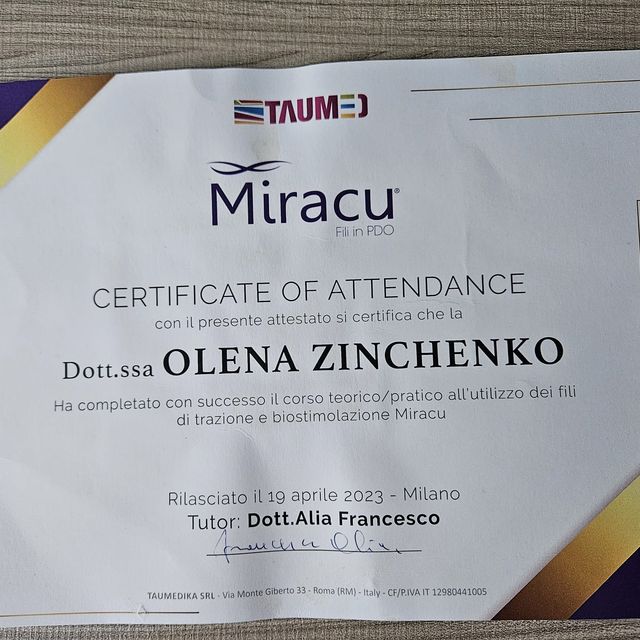 TAUMED
Miracu®
Fili in PDO
CERTIFICATE OF ATTENDANCE
con il presente attestato si certifica che la
Dott.ssa OLENA ZINCHENKO
Ha completato con successo il corso teorico/pratico all'utilizzo dei fili
di trazione e biostimolazione Miracu
Rilasciato il 19 aprile 2023 - Milano
Tutor: Dott.Alia Francesco
Francesco Alia
TAUMEDIKA SRL - Via Monte Giberto 33 - Roma (RM) - Italy - CF/P.IVA IT 12980441005